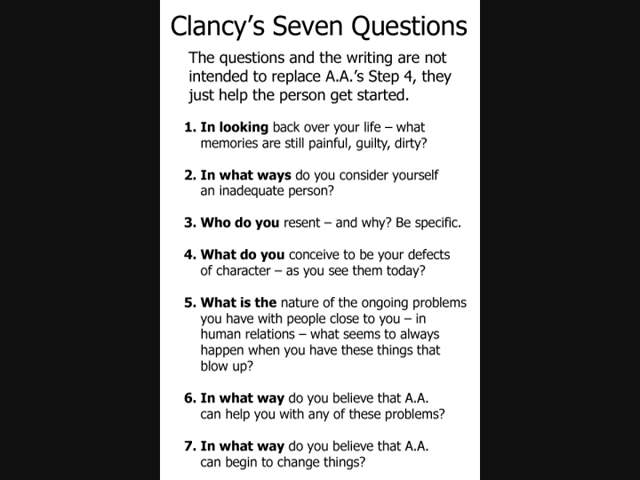 Clancy's Seven Questions
The questions and the writing are not
intended to replace A.A.'s Step 4, they
just help the person get started.
1. In looking back over your life – what
memories are still painful, guilty, dirty?
2. In what ways do you consider yourself
an inadequate person?
3. Who do you resent – and why? Be specific.
4. What do you conceive to be your defects
of character – as you see them today?
5. What is the nature of the ongoing problems
you have with people close to you – in
human relations – what seems to always
happen when you have these things that
blow up?
6. In what way do you believe that A.A.
can help you with any of these problems?
7. In what way do you believe that A.A.
can begin to change things?